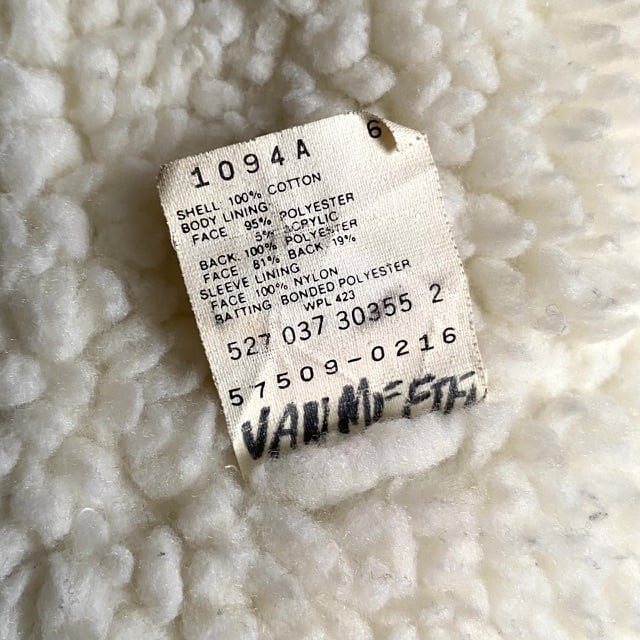 1094A 6
SHELL 100% COTTON
BODY LINING
FACE 95% POLYESTER
5% ACRYLIC
BACK 100% POLYESTER
FACE 81% BACK 19%
SLEEVE LINING
FACE 100% NYLON
BATTING BONDED POLYESTER
WPL 423
527 037 30355 2
57509-0216
VAN